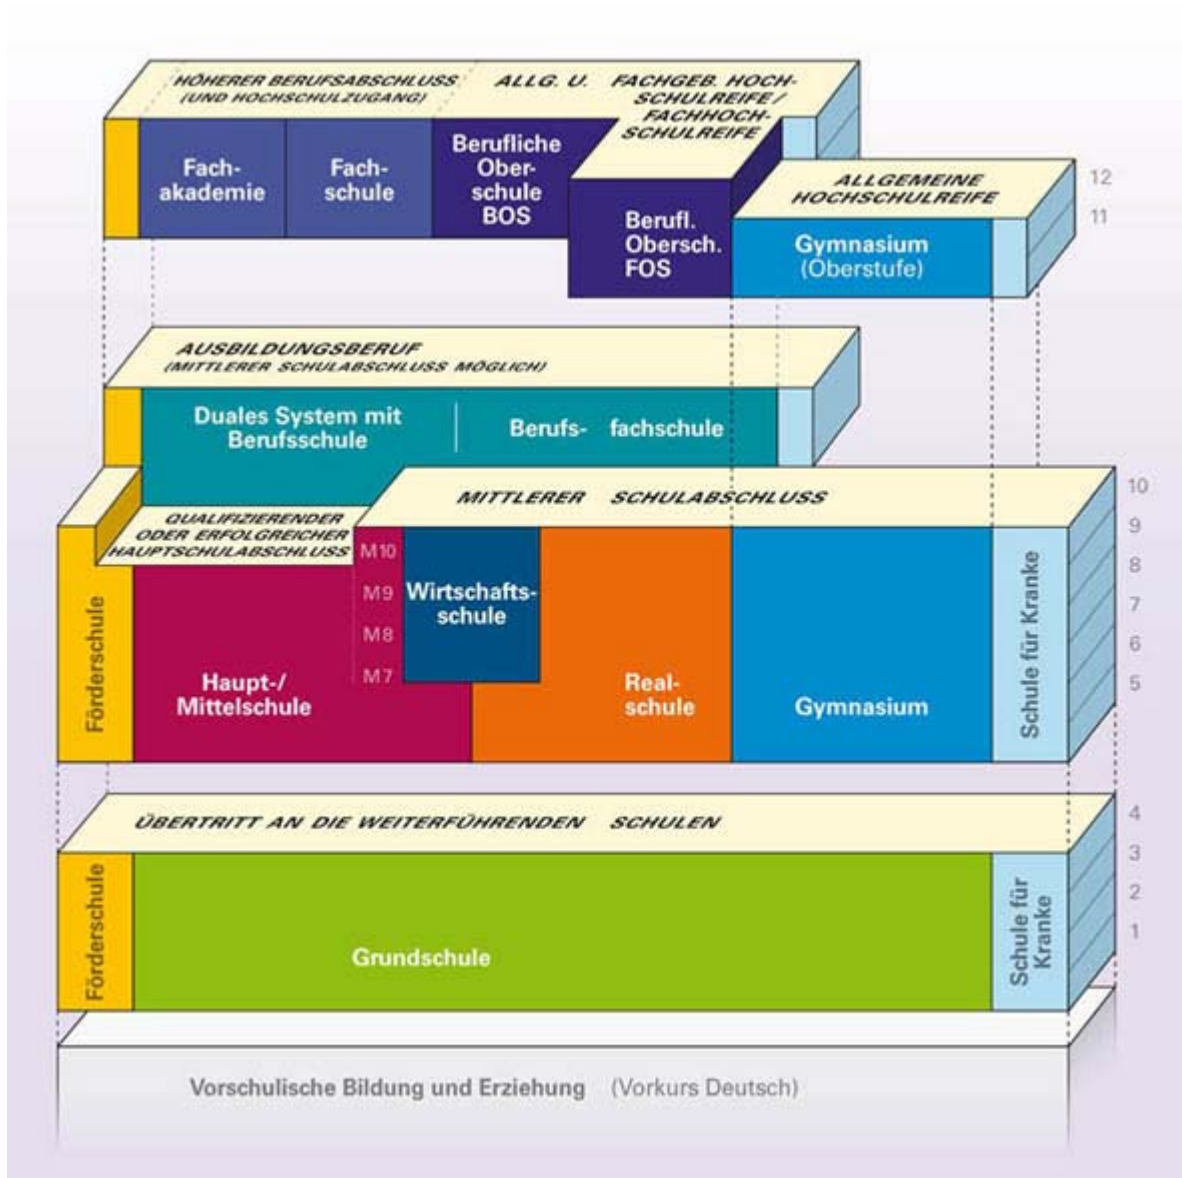 HÖHERER BERUFSABSCHLUSS
(UND HOCHSCHULZUGANG)
ALLG. U. FACHGEB. HOCH-
SCHULREIFE /
FACHHOCH-
SCHULREIFE
Fach-
akademie
Fach-
schule
Berufliche
Ober-
schule
BOS
Berufl.
Obersch.
FOS
ALLGEMEINE
HOCHSCHULREIFE
Gymnasium
(Oberstufe)
12
11
AUSBILDUNGSBERUF
(MITTLERER SCHULABSCHLUSS MÖGLICH)
Duales System mit
Berufsschule
Berufs- fachschule
MITTLERER SCHULABSCHLUSS
QUALIFIZIERENDER
ODER ERFOLGREICHER
HAUPTSCHULABSCHLUSS
M10
M9
M8
M7
Förderschule
Haupt-/
Mittelschule
Wirtschafts-
schule
Real-
schule
Gymnasium
Schule für Kranke
10
9
8
7
6
5
ÜBERTRITT AN DIE WEITERFÜHRENDEN SCHULEN
Förderschule
Grundschule
Schule für
Kranke
4
3
2
1
Vorschulische Bildung und Erziehung (Vorkurs Deutsch)